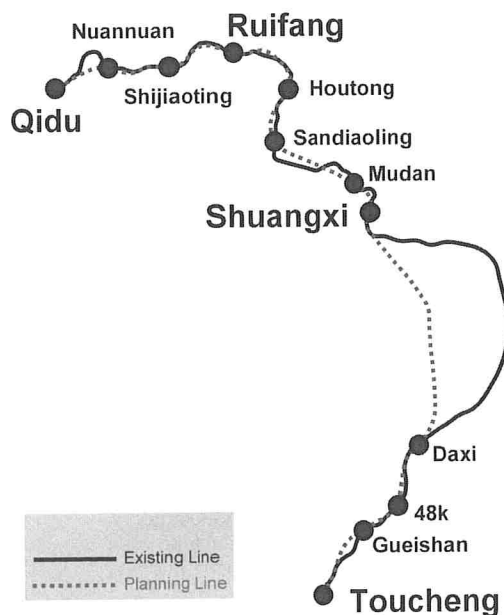 Ruifang
Nuannuan
Shijiaoting
Houtong
Qidu
Sandiaoling
Mudan
Shuangxi
Daxi
48k
Gueishan
Existing Line
Planning Line
Toucheng